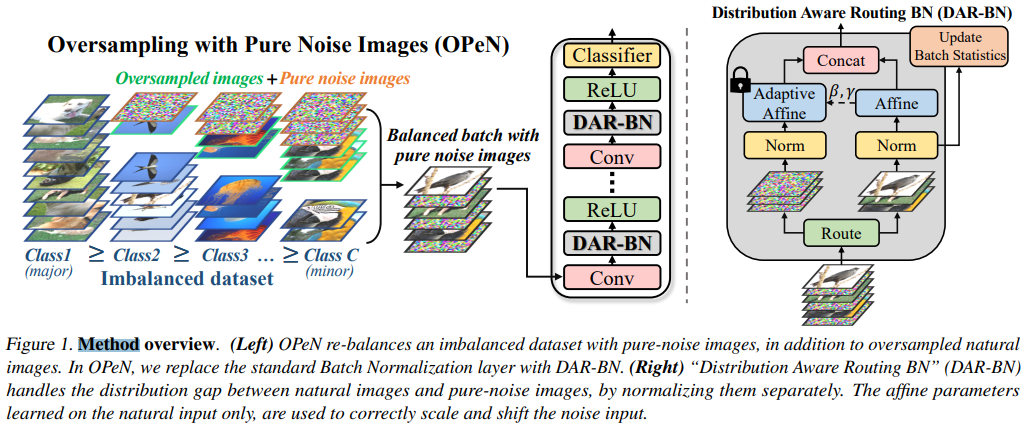 Oversampling with Pure Noise Images (OPeN)
Oversampled images + Pure noise images
Balanced batch with
pure noise images
Class1
(major)
≥
Class2
≥
Class3
...
≥
Class C
(minor)
Imbalanced dataset
Classifier
ReLU
DAR-BN
Conv
ReLU
DAR-BN
Conv
Distribution Aware Routing BN (DAR-BN)
Update
Batch Statistics
Concat
Adaptive
Affine
β,γ
Affine
Norm
Norm
Route
Figure 1. Method overview. (Left) OPeN re-balances an imbalanced dataset with pure-noise images, in addition to oversampled natural
images. In OPeN, we replace the standard Batch Normalization layer with DAR-BN. (Right) “Distribution Aware Routing BN” (DAR-BN)
handles the distribution gap between natural images and pure-noise images, by normalizing them separately. The affine parameters
learned on the natural input only, are used to correctly scale and shift the noise input.